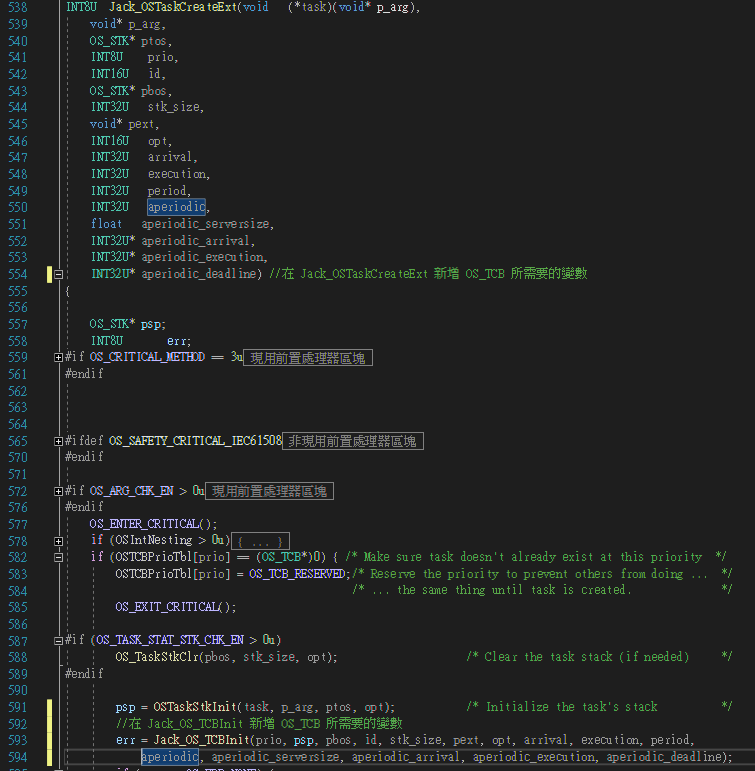 538 INT8U Jack_OSTaskCreateExt(void (*task)(void* p_arg),
539 void* p_arg,
540 OS_STK* ptos,
541 INT8U prio,
542 INT16U id,
543 OS_STK* pbos,
544 INT32U stk_size,
545 void* pext,
546 INT16U opt,
547 INT32U arrival,
548 INT32U execution,
549 INT32U period,
550 INT32U aperiodic,
551 float aperiodic_serversize,
552 INT32U* aperiodic_arrival,
553 INT32U* aperiodic_execution,
554 INT32U* aperiodic_deadline) //在 Jack_OSTaskCreateExt 新增 OS_TCB 所需要的變數
555 {
556
557 OS_STK* psp;
558 INT8U err;
559 #if OS_CRITICAL_METHOD == 3u 現用前置處理器區塊
561 #endif
562
563
564
565 #ifdef OS_SAFETY_CRITICAL_IEC61508 非現用前置處理器區塊
570 #endif
571
572 #if OS_ARG_CHK_EN > 0u 現用前置處理器區塊
576 #endif
577 OS_ENTER_CRITICAL();
578 if (OSIntNesting > 0u) { ... }
582 if (OSTCBPrioTbl[prio] == (OS_TCB*)0) { /* Make sure task doesn't already exist at this priority */
583 OSTCBPrioTbl[prio] = OS_TCB_RESERVED;/* Reserve the priority to prevent others from doing ... */
584 /* ... the same thing until task is created. */
585 OS_EXIT_CRITICAL();
586
587 #if (OS_TASK_STAT_STK_CHK_EN > 0u)
588 OS_TaskStkClr(pbos, stk_size, opt); /* Clear the task stack (if needed) */
589 #endif
590
591 psp = OSTaskStkInit(task, p_arg, ptos, opt); /* Initialize the task's stack */
592 //在 Jack_OS_TCBInit 新增 OS_TCB 所需要的變數
593 err = Jack_OS_TCBInit(prio, psp, pbos, id, stk_size, pext, opt, arrival, execution, period,
594 aperiodic, aperiodic_serversize, aperiodic_arrival, aperiodic_execution, aperiodic_deadline);